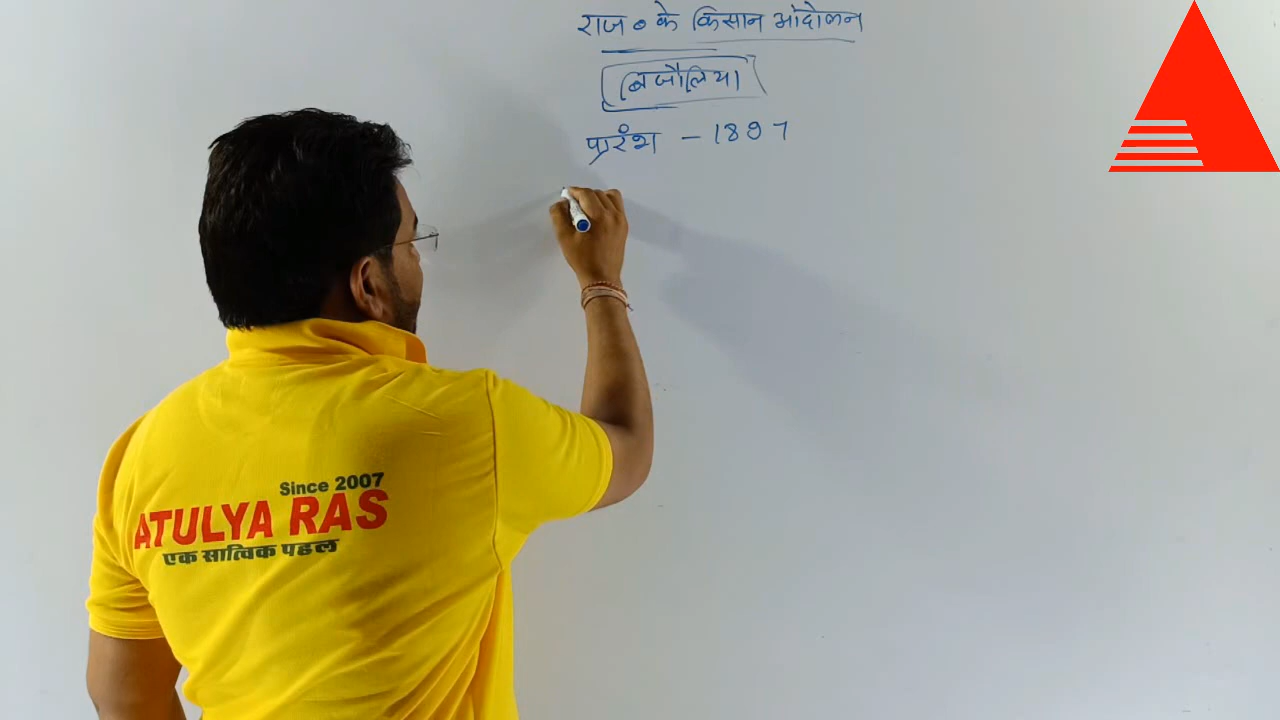 राज० के किसान आंदोलन
बिजौलिया
प्रारंभ - 1897
Since 2007
ATULYA RAS
एक सात्विक पहल